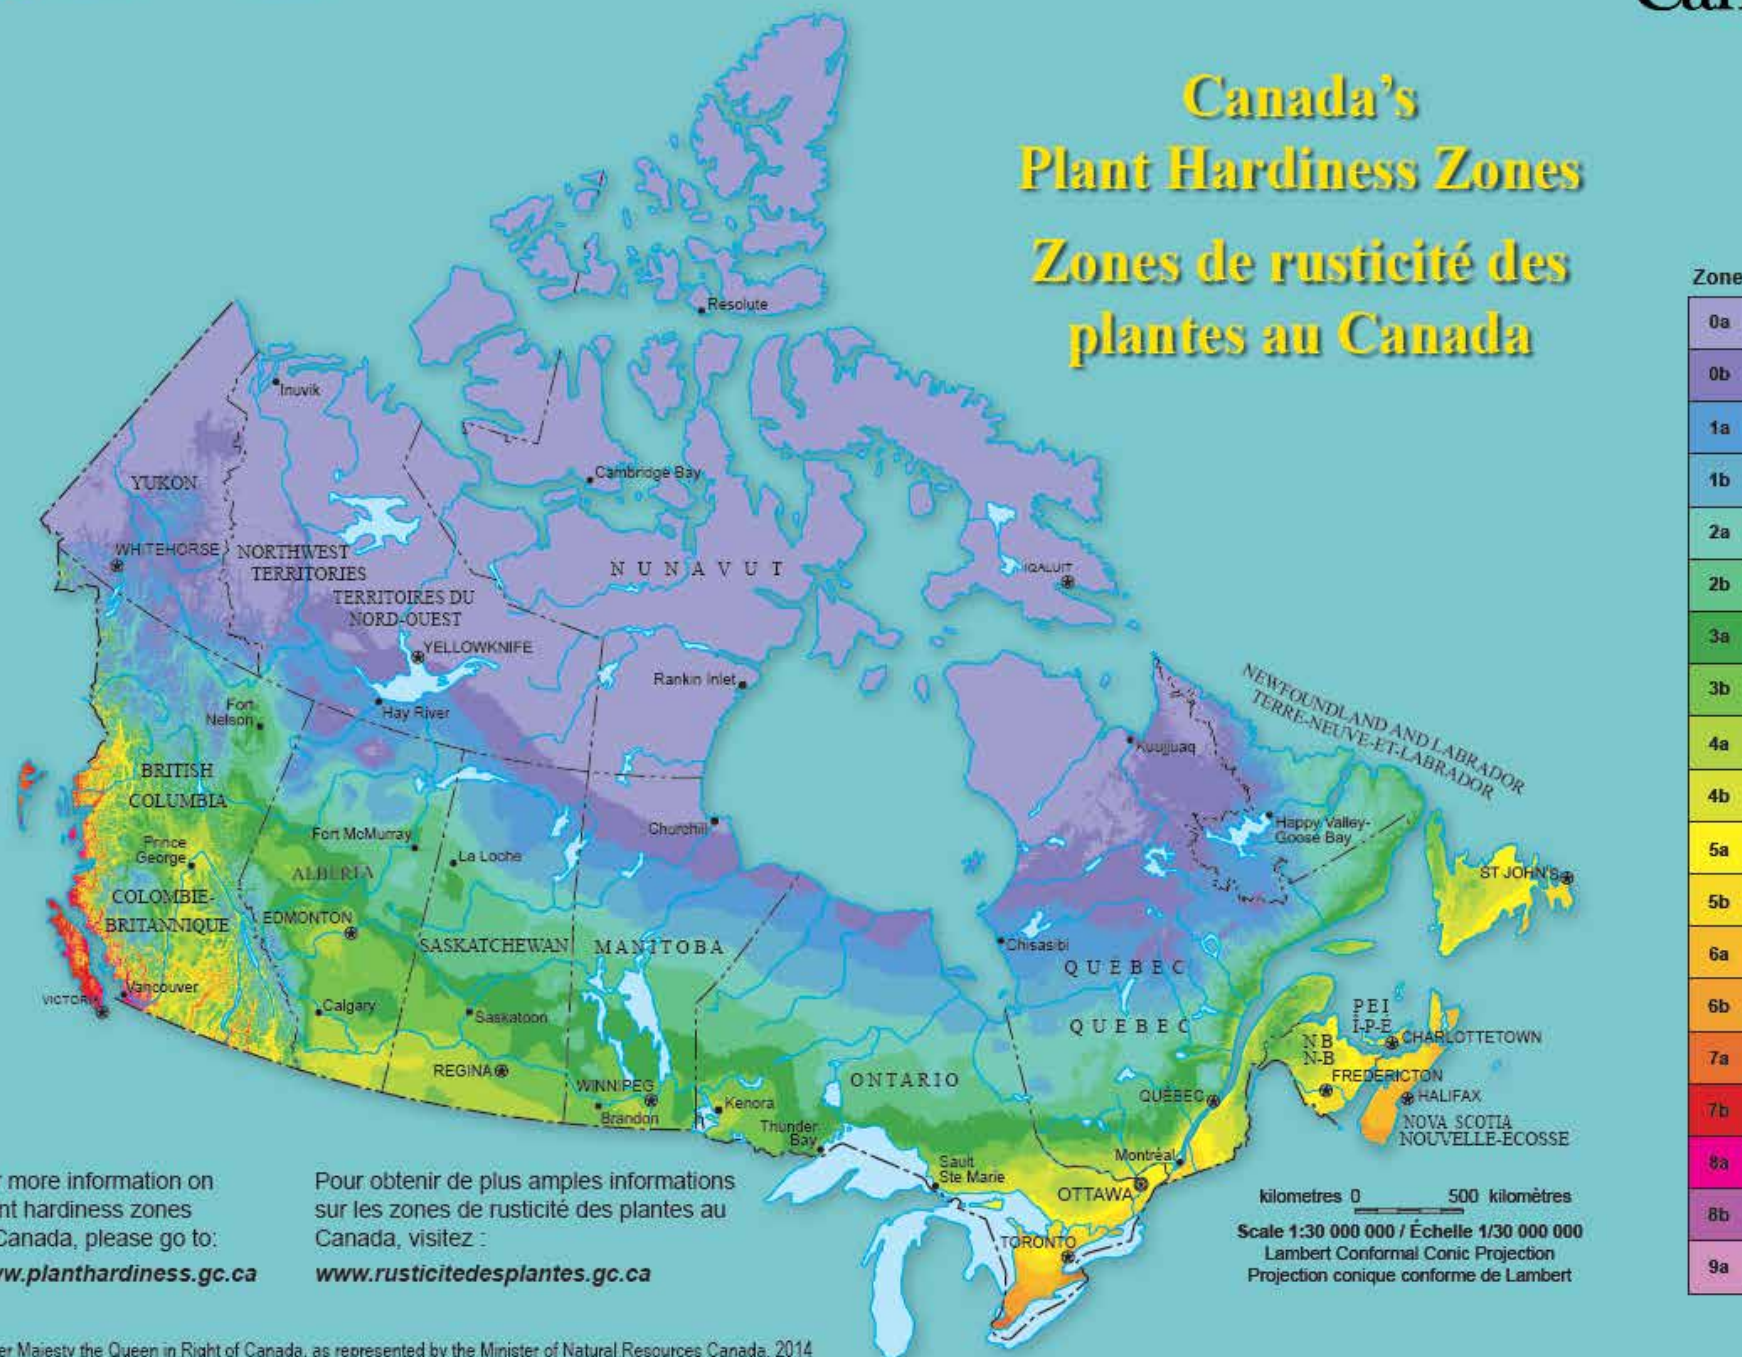 Canada's
Plant Hardiness Zones
Zones de rusticité des
plantes au Canada
Resolute
Inuvik
Cambridge Bay
YUKON
WHITEHORSE
NORTHWEST
TERRITORIES
TERRITOIRES DU
NORD-OUEST
YELLOWKNIFE
NUNAVUT
IQALUIT
Rankin Inlet
Hay River
Fort
Nelson
BRITISH
COLUMBIA
Prince
George
COLOMBIE-
BRITANNIQUE
Vancouver
VICTORIA
Fort McMurray
ALBERTA
EDMONTON
Calgary
La Loche
SASKATCHEWAN
Saskatoon
REGINA
Churchill
MANITOBA
WINNIPEG
Brandon
Kenora
Thunder
Bay
ONTARIO
Sault
Ste Marie
OTTAWA
TORONTO
Kuujjuaq
Chisasibi
QUÉBEC
QUEBEC
QUÉBEC
Montréal
NEWFOUNDLAND AND LABRADOR
TERRE-NEUVE-ET-LABRADOR
Happy Valley-
Goose Bay
ST JOHN'S
PEI
Î-P-É
CHARLOTTETOWN
NB
N-B
FREDERICTON
HALIFAX
NOVA SCOTIA
NOUVELLE-ÉCOSSE
Zone
0a
0b
1a
1b
2a
2b
3a
3b
4a
4b
5a
5b
6a
6b
7a
7b
8a
8b
9a
more information on
hardiness zones
Canada, please go to:
planthardiness.gc.ca
Pour obtenir de plus amples informations
sur les zones de rusticité des plantes au
Canada, visitez :
www.rusticitedesplantes.gc.ca
kilometres 0 500 kilomètres
Scale 1:30 000 000 / Échelle 1/30 000 000
Lambert Conformal Conic Projection
Projection conique conforme de Lambert
Majesty the Queen in Right of Canada, as represented by the Minister of Natural Resources Canada, 2014